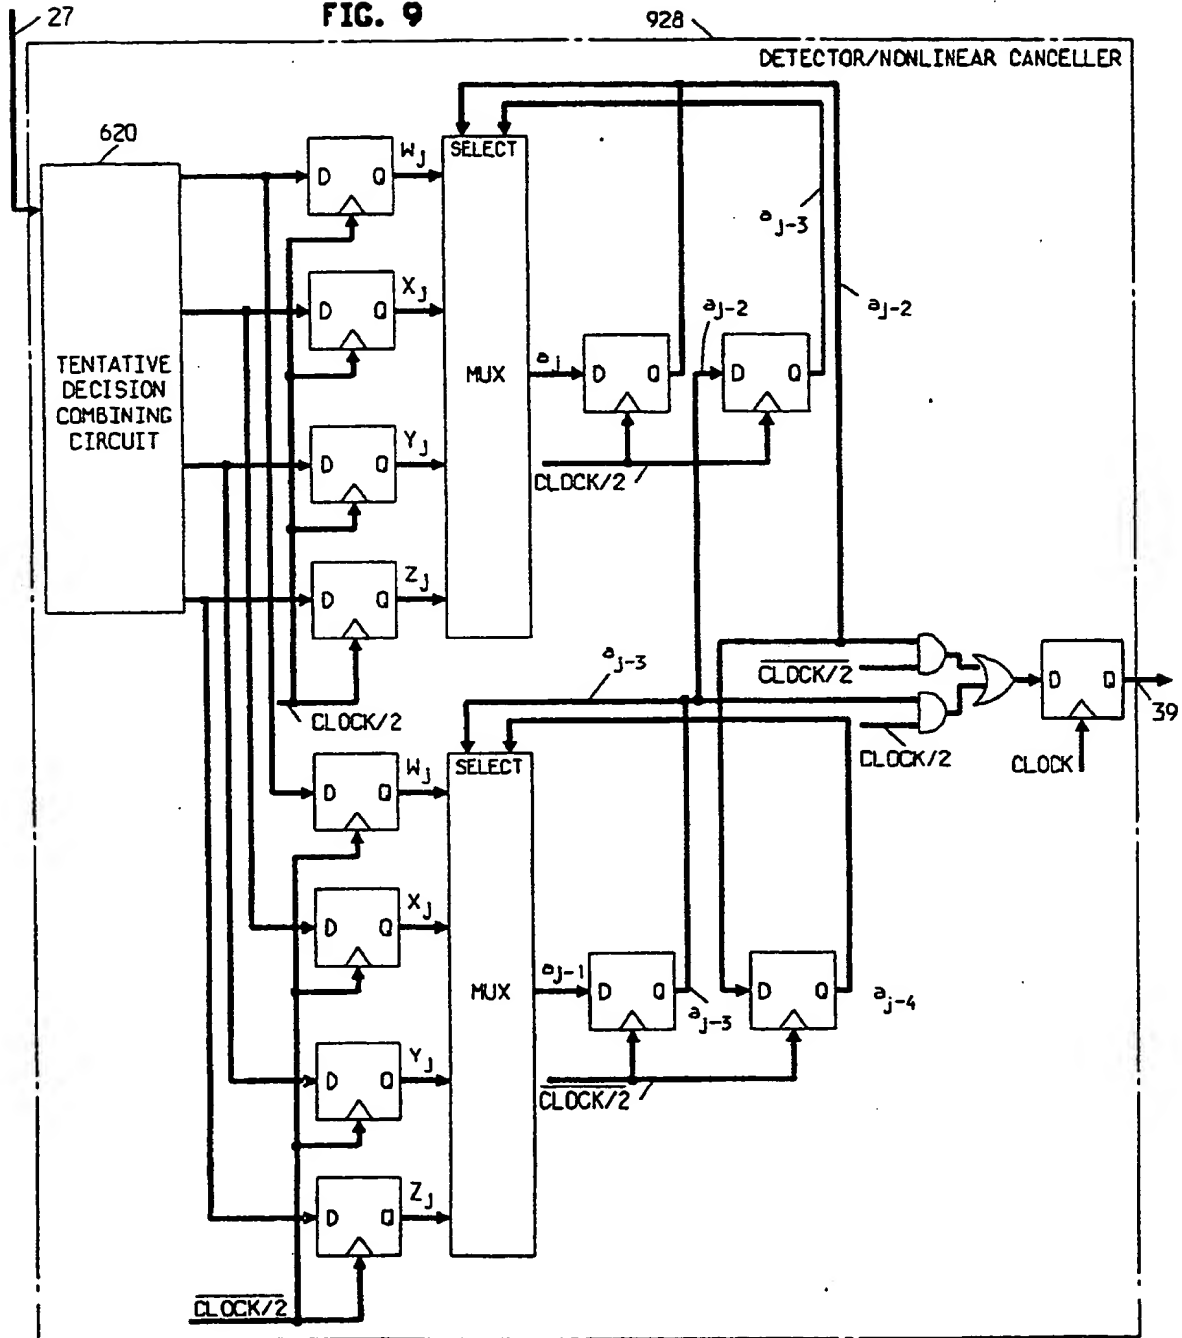 27
FIG. 9
928
DETECTOR/NONLINEAR CANCELLER
620
TENTATIVE
DECISION
COMBINING
CIRCUIT
D Q
Wj
D Q
Xj
D Q
Yj
D Q
Zj
CLOCK/2
SELECT
MUX
aj
D Q
aj-2
D Q
CLOCK/2
aj-3
aj-2
aj-3
CLOCK/2
CLOCK/2
D Q
CLOCK
39
D Q
Wj
D Q
Xj
D Q
Yj
D Q
Zj
CLOCK/2
SELECT
MUX
aj-1
D Q
aj-3
D Q
aj-4
CLOCK/2